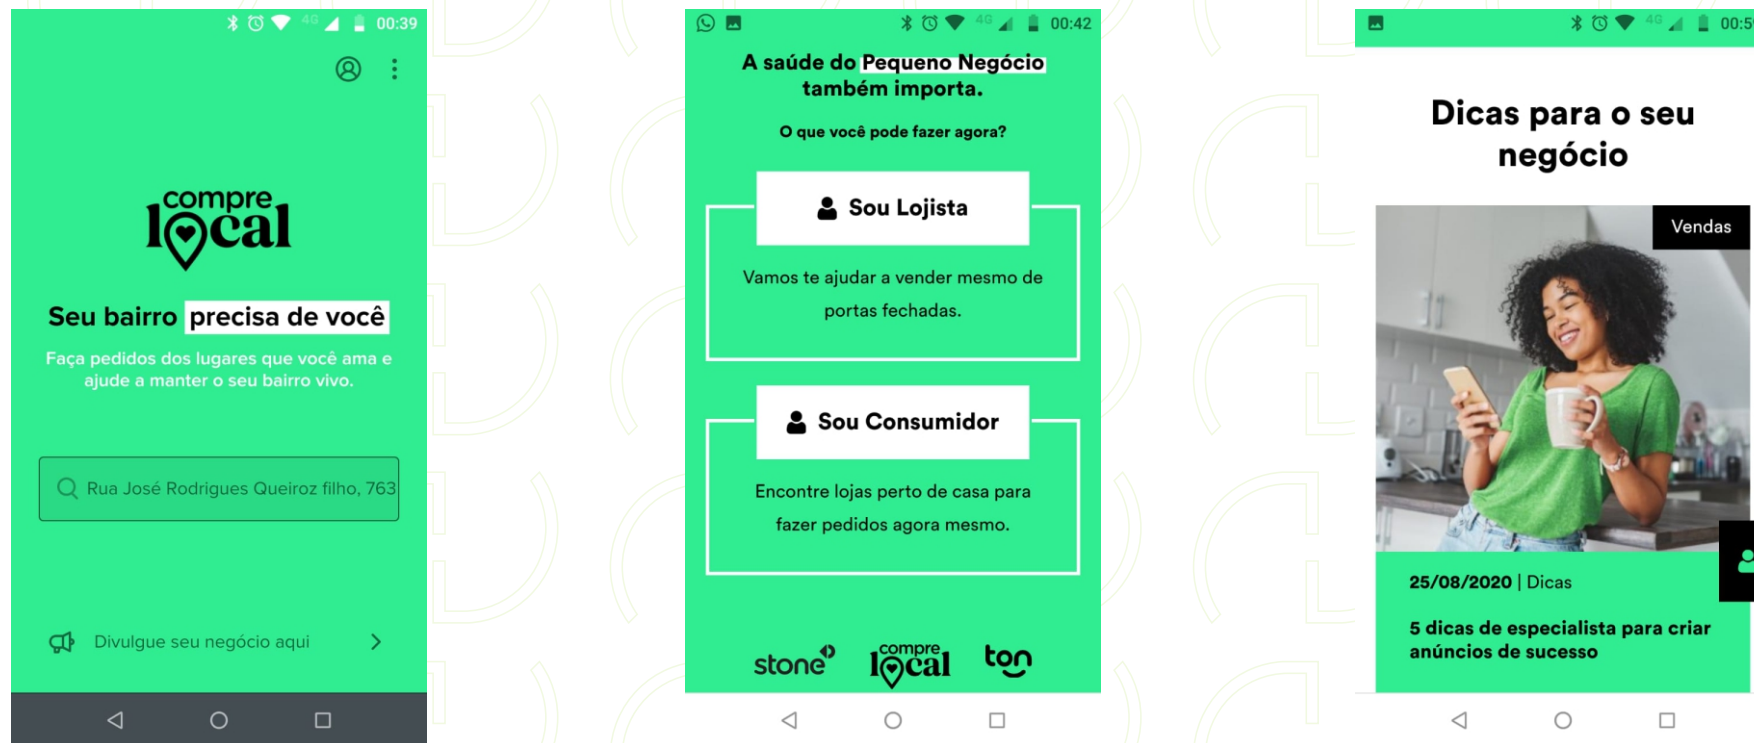 4G 00:39
compre
local
Seu bairro precisa de você
Faça pedidos dos lugares que você ama e
ajude a manter o seu bairro vivo.
Rua José Rodrigues Queiroz filho, 763
Divulgue seu negócio aqui
4G 00:42
A saúde do Pequeno Negócio
também importa.
O que você pode fazer agora?
Sou Lojista
Vamos te ajudar a vender mesmo de
portas fechadas.
Sou Consumidor
Encontre lojas perto de casa para
fazer pedidos agora mesmo.
stone
compre
local
ton
4G
Dicas para o seu
negócio
Vendas
25/08/2020 | Dicas
5 dicas de especialista para criar
anúncios de sucesso